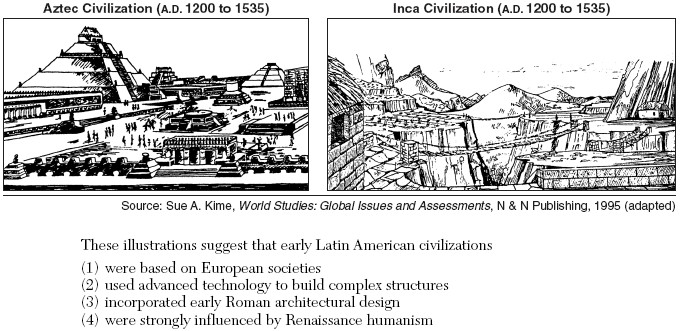 Aztec Civilization (A.D. 1200 to 1535)
Inca Civilization (A.D. 1200 to 1535)
Source: Sue A. Kime, World Studies: Global Issues and Assessments, N & N Publishing, 1995 (adapted)
These illustrations suggest that early Latin American civilizations
(1) were based on European societies
(2) used advanced technology to build complex structures
(3) incorporated early Roman architectural design
(4) were strongly influenced by Renaissance humanism